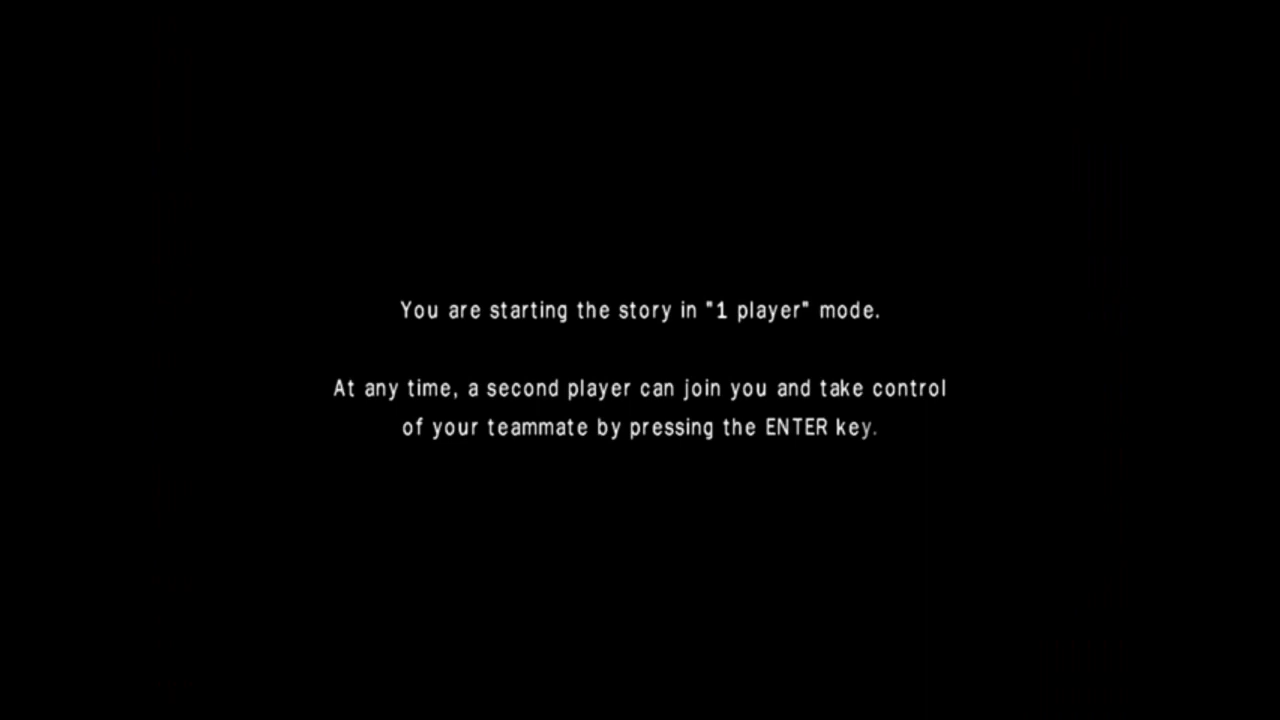 You are starting the story in "1 player" mode.
At any time, a second player can join you and take control
of your teammate by pressing the ENTER key.